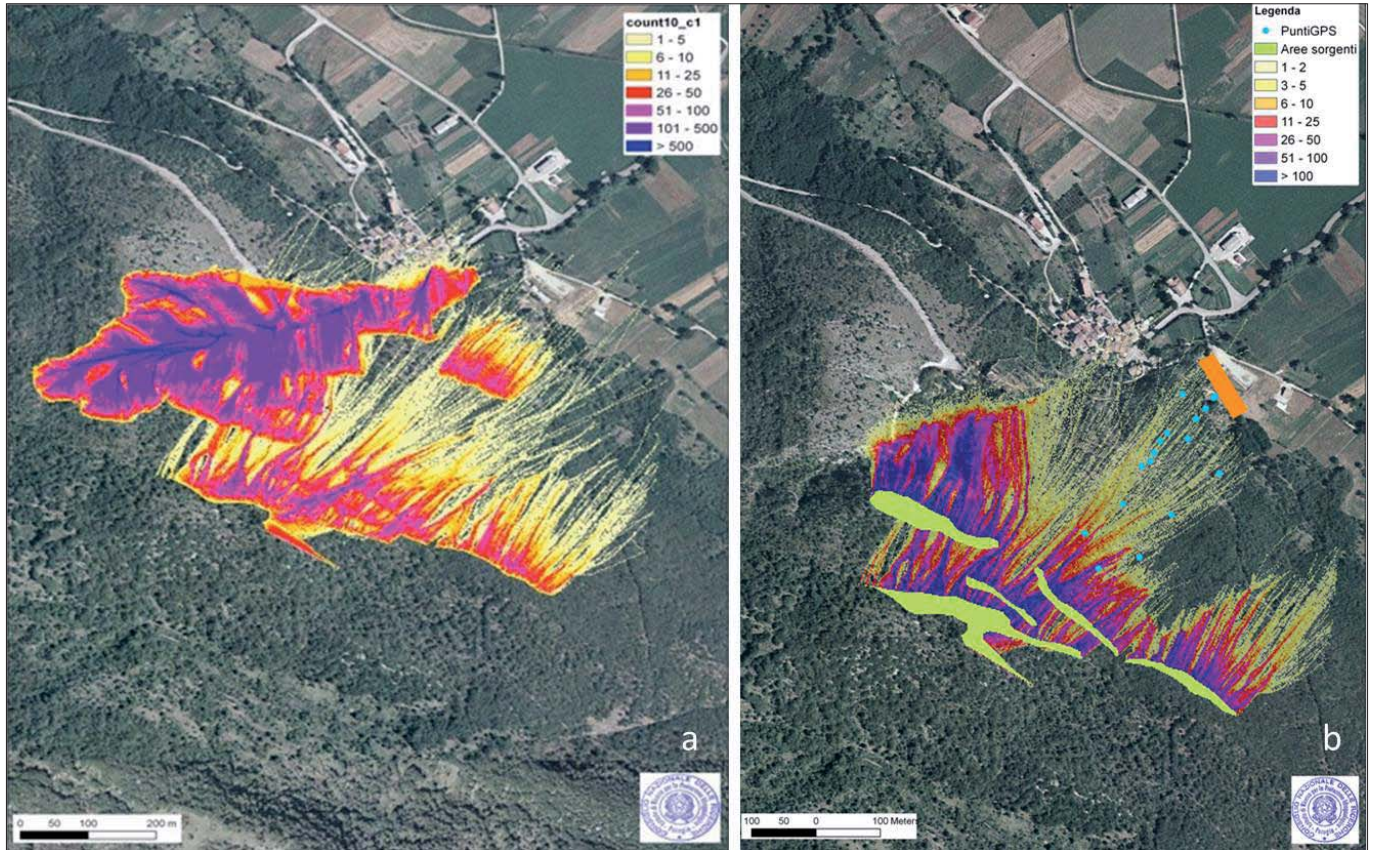 count10_c1
1 - 5
6 - 10
11 - 25
26 - 50
51 - 100
101 - 500
> 500
a
0 50 100 200 m
Legenda
PuntiGPS
Aree sorgenti
1 - 2
3 - 5
6 - 10
11 - 25
26 - 50
51 - 100
> 100
b
100 50 0 100 Meters